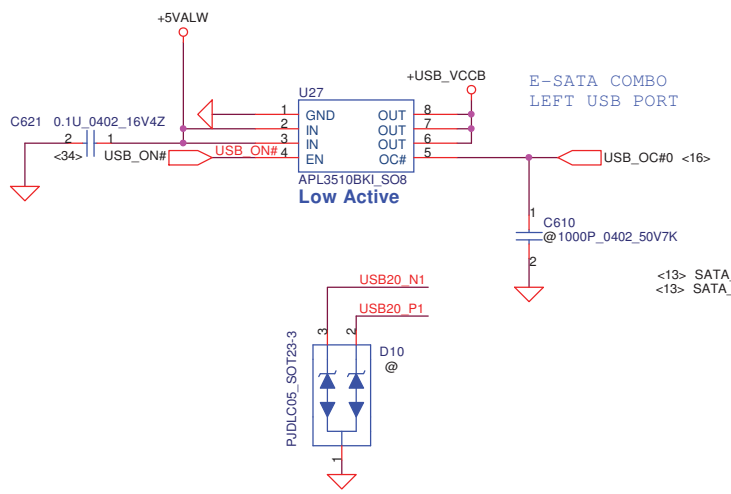 +5VALW
U27
+USB_VCCB
E-SATA COMBO
LEFT USB PORT
C621 0.1U_0402_16V4Z
2 1
<34> USB_ON# USB_ON#
1 GND OUT 8
2 IN OUT 7
3 IN OUT 6
4 EN OC# 5
USB_OC#0 <16>
APL3510BKI_SO8
Low Active
1
C610
@ 1000P_0402_50V7K
2
<13> SATA_
<13> SATA_
USB20_N1
USB20_P1
3 2
D10
@
PJDLC05_SOT23-3
1